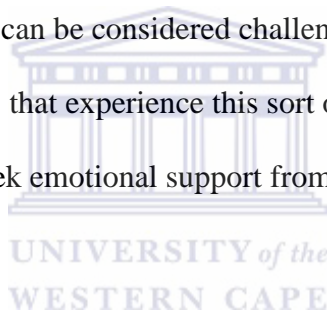 can be considered challen
that experience this sort o
ek emotional support from
UNIVERSITY of the
WESTERN CAPE